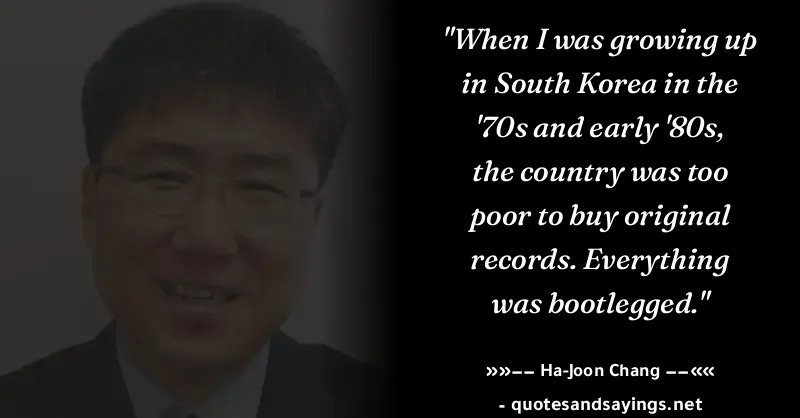 "When I was growing up
in South Korea in the
'70s and early '80s,
the country was too
poor to buy original
records. Everything
was bootlegged."
»»−− Ha-Joon Chang −−««
- quotesandsayings.net